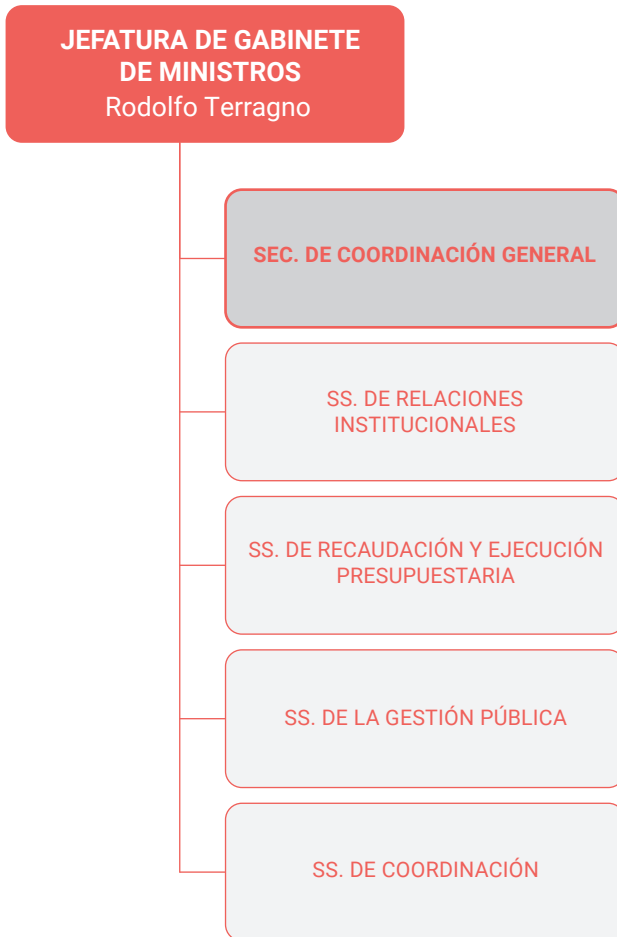 JEFATURA DE GABINETE
DE MINISTROS
Rodolfo Terragno
SEC. DE COORDINACIÓN GENERAL
SS. DE RELACIONES
INSTITUCIONALES
SS. DE RECAUDACIÓN Y EJECUCIÓN
PRESUPUESTARIA
SS. DE LA GESTIÓN PÚBLICA
SS. DE COORDINACIÓN